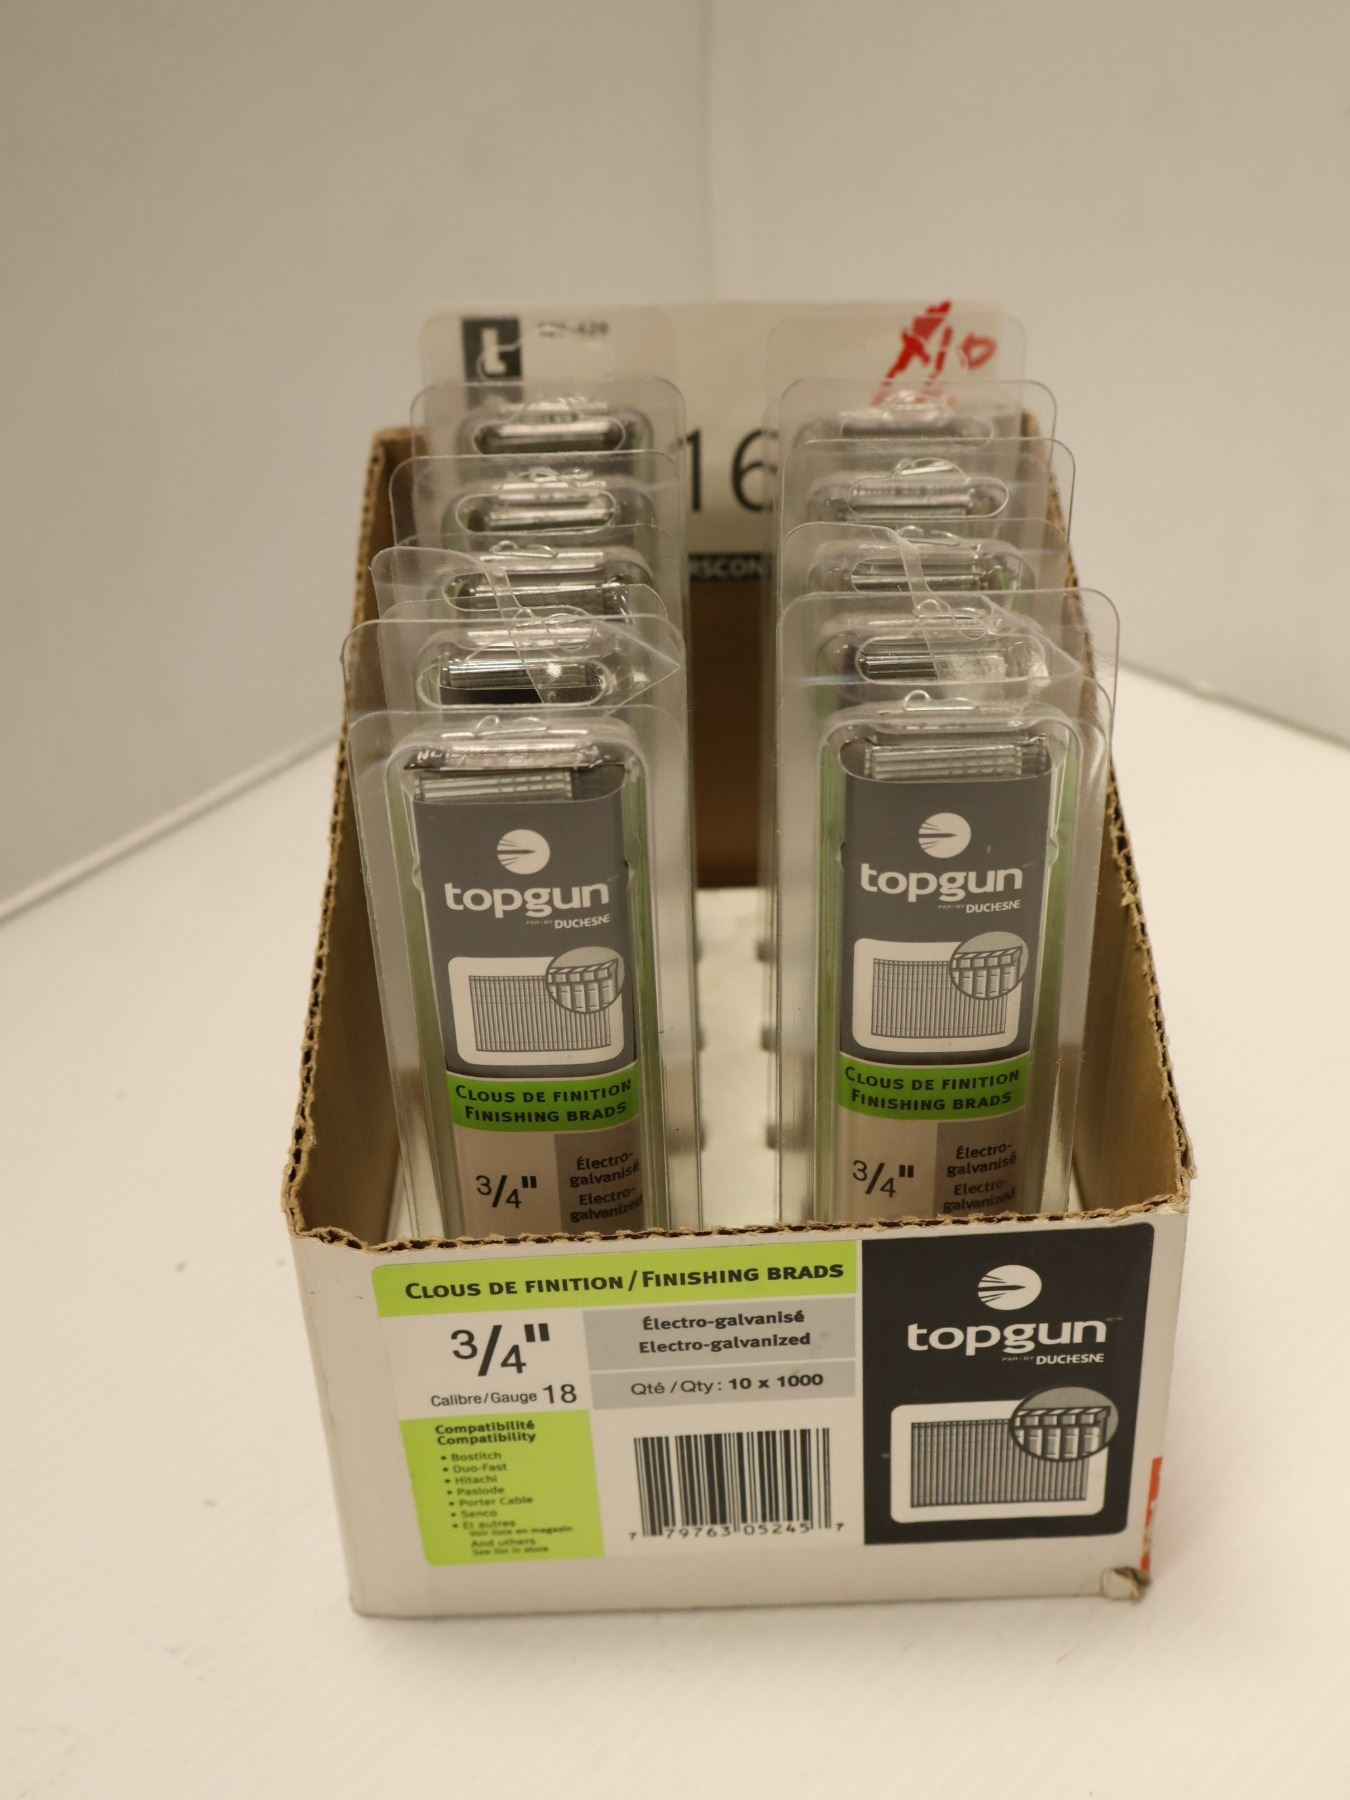 x10
16
RSCON
topgun
PAR / BY DUCHESNE
CLOUS DE FINITION
FINISHING BRADS
3/4"
Électro-
galvanisé
Electro-
galvanized
topgun
PAR / BY DUCHESNE
CLOUS DE FINITION
FINISHING BRADS
3/4"
Électro-
galvanisé
Electro-
galvanized
CLOUS DE FINITION / FINISHING BRADS
3/4"
Calibre/Gauge 18
Électro-galvanisé
Electro-galvanized
Qté / Qty : 10 x 1000
Compatibilité
Compatibility
• Bostitch
• Duo-Fast
• Hitachi
• Paslode
• Porter Cable
• Senco
• Et autres
Voir liste en magasin
And others
See list in store
7 79763 05245 7
topgun
PAR / BY DUCHESNE